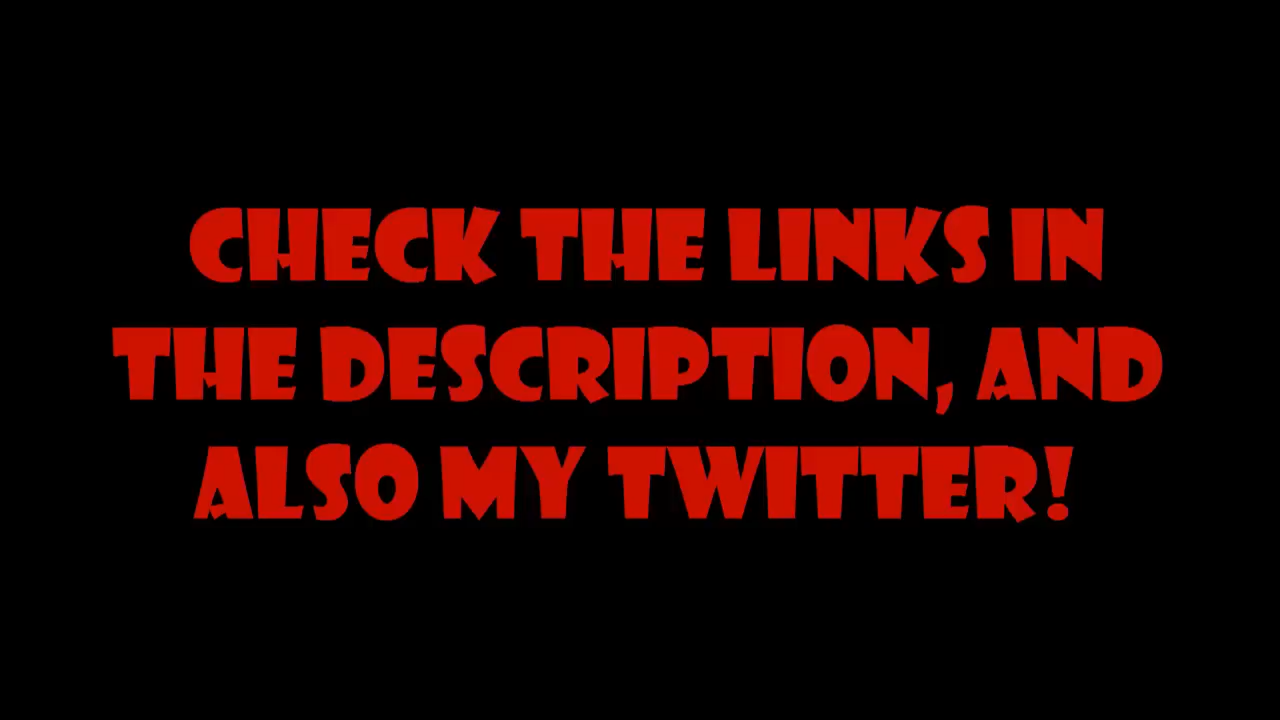 CHECK THE LINKS IN
THE DESCRIPTION, AND
ALSO MY TWITTER!